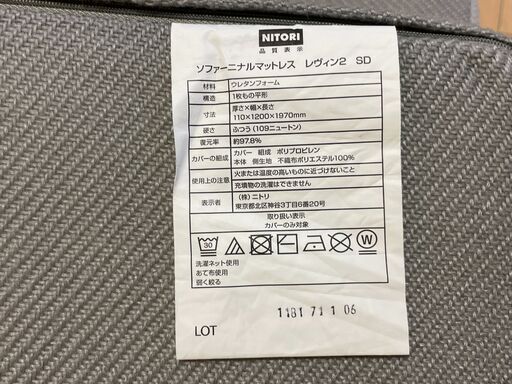 NITORI
品質表示
ソファーニナルマットレス レヴィン2 SD
材料 ウレタンフォーム
構造 1枚もの平形
寸法 厚さ×幅×長さ
110×1200×1970mm
硬さ ふつう(109ニュートン)
復元率 約97.8%
カバーの組成 カバー 組成 ポリプロピレン
本体 側生地 不織布ポリエステル100%
使用上の注意 火または温度の高いものに近づけないこと
充填物の洗濯はできません
表示者 (株)ニトリ
東京都北区神谷3丁目6番20号
取り扱い表示
カバーのみ対象
30 W
洗濯ネット使用
あて布使用
弱く絞る
1181 71 1 06
LOT